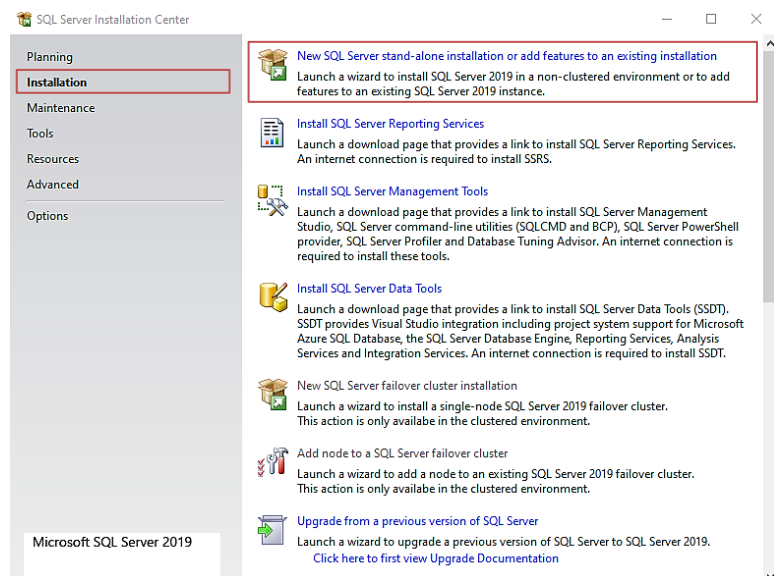 SQL Server Installation Center
Planning
Installation
Maintenance
Tools
Resources
Advanced
Options
Microsoft SQL Server 2019
New SQL Server stand-alone installation or add features to an existing installation
Launch a wizard to install SQL Server 2019 in a non-clustered environment or to add
features to an existing SQL Server 2019 instance.
Install SQL Server Reporting Services
Launch a download page that provides a link to install SQL Server Reporting Services.
An internet connection is required to install SSRS.
Install SQL Server Management Tools
Launch a download page that provides a link to install SQL Server Management
Studio, SQL Server command-line utilities (SQLCMD and BCP), SQL Server PowerShell
provider, SQL Server Profiler and Database Tuning Advisor. An internet connection is
required to install these tools.
Install SQL Server Data Tools
Launch a download page that provides a link to install SQL Server Data Tools (SSDT).
SSDT provides Visual Studio integration including project system support for Microsoft
Azure SQL Database, the SQL Server Database Engine, Reporting Services, Analysis
Services and Integration Services. An internet connection is required to install SSDT.
New SQL Server failover cluster installation
Launch a wizard to install a single-node SQL Server 2019 failover cluster.
This action is only availabe in the clustered environment.
Add node to a SQL Server failover cluster
Launch a wizard to add a node to an existing SQL Server 2019 failover cluster.
This action is only availabe in the clustered environment.
Upgrade from a previous version of SQL Server
Launch a wizard to upgrade a previous version of SQL Server to SQL Server 2019.
Click here to first view Upgrade Documentation